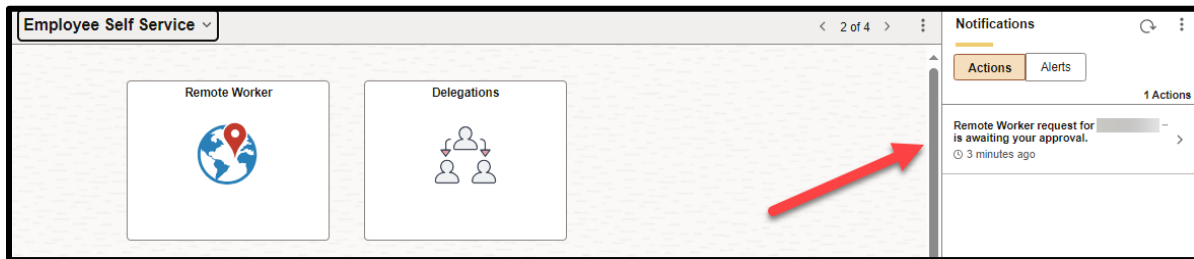 Employee Self Service
2 of 4
Notifications
Actions
Alerts
1 Actions
Remote Worker
Delegations
Remote Worker request for –
is awaiting your approval.
3 minutes ago